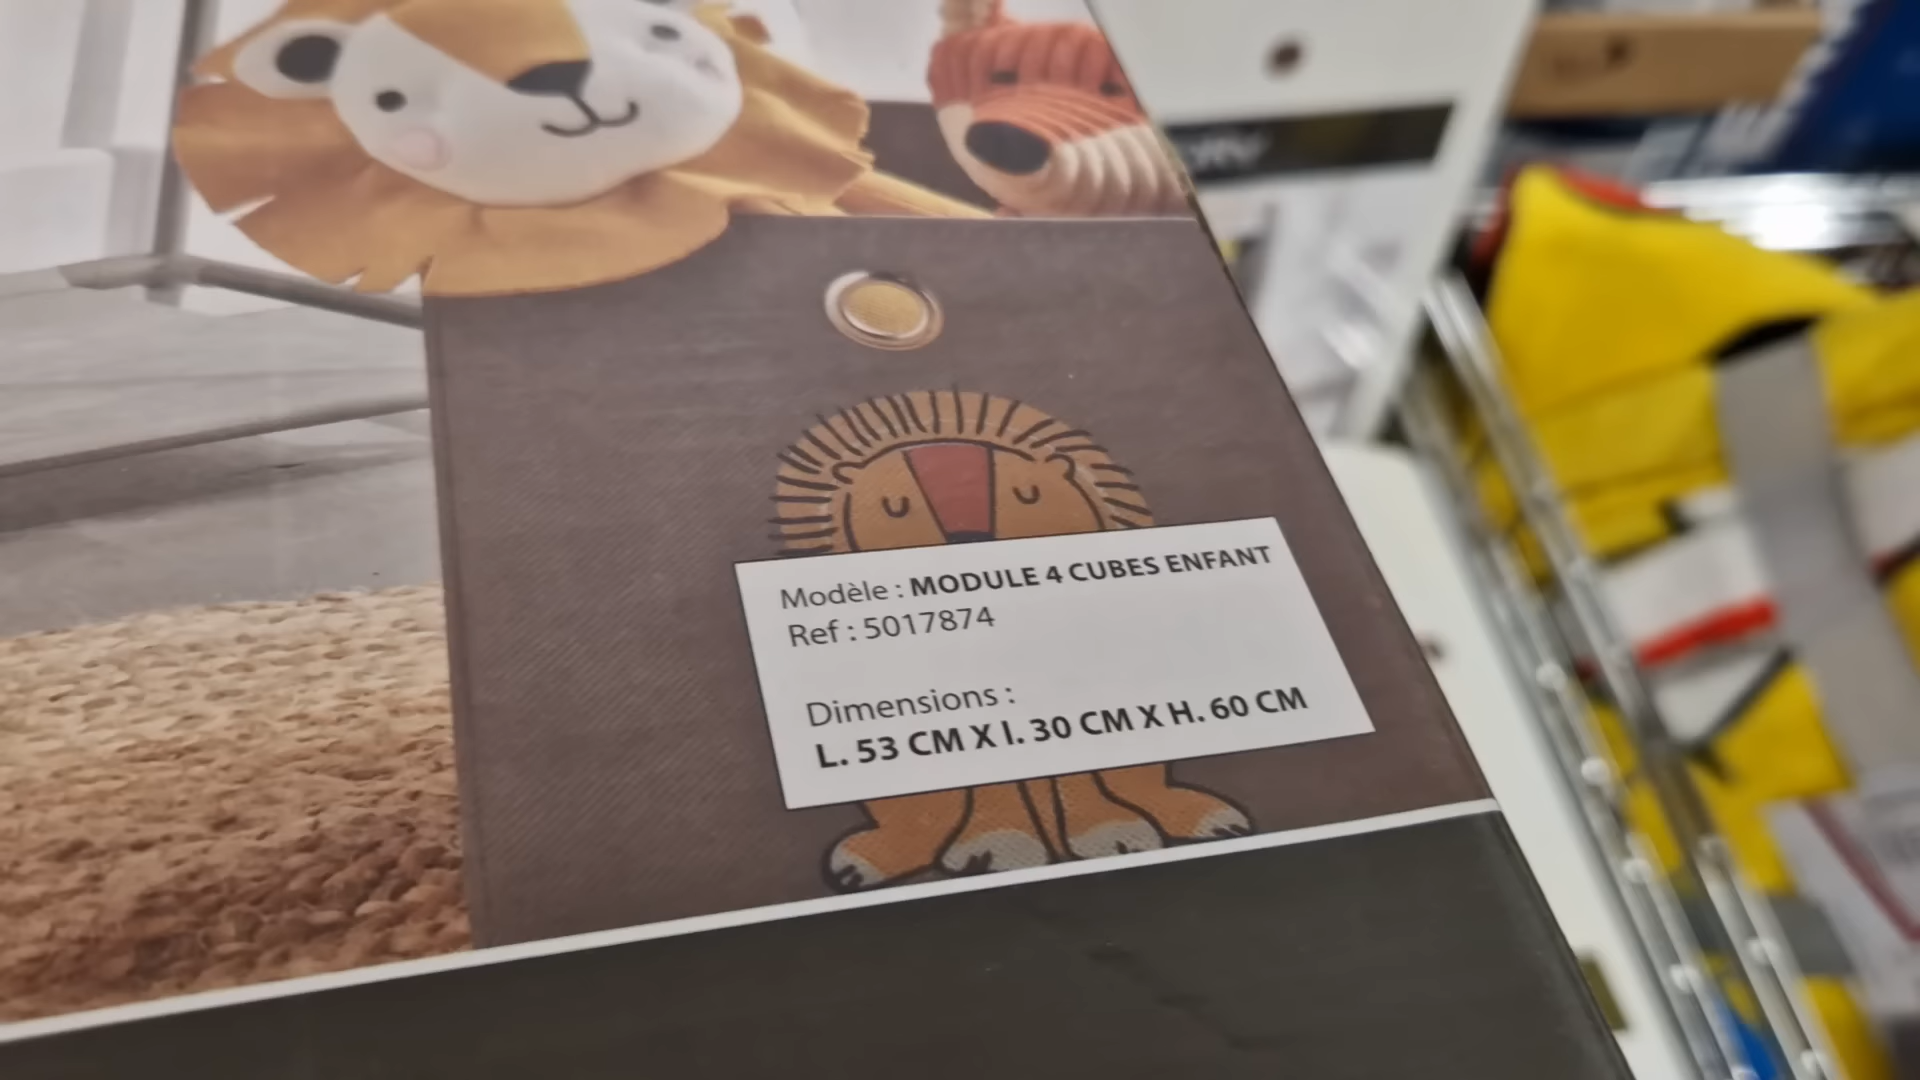 Modèle : MODULE 4 CUBES ENFANT
Ref : 5017874
Dimensions :
L. 53 CM X l. 30 CM X H. 60 CM